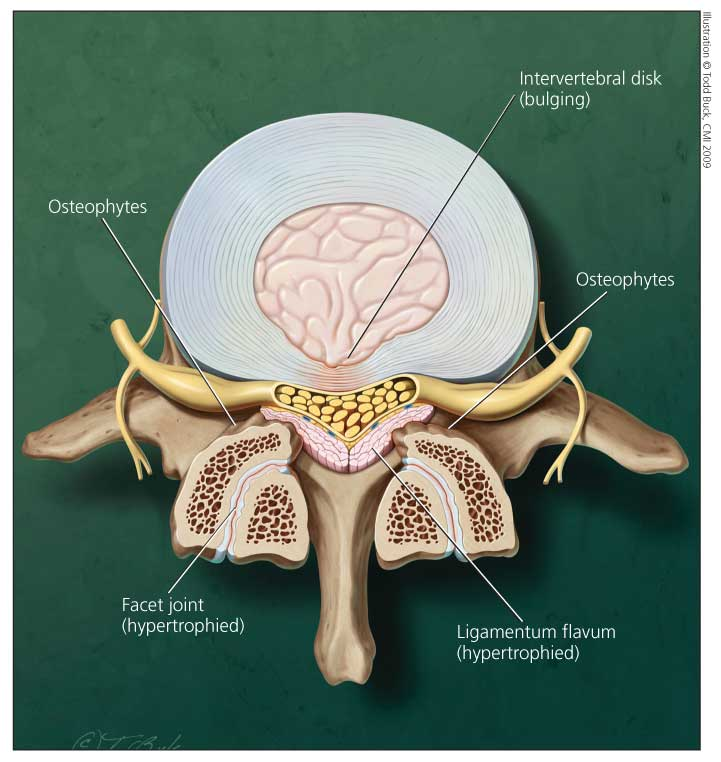 Intervertebral disk
(bulging)
Osteophytes
Osteophytes
Facet joint
(hypertrophied)
Ligamentum flavum
(hypertrophied)
Illustration © Todd Buck, CMI 2009